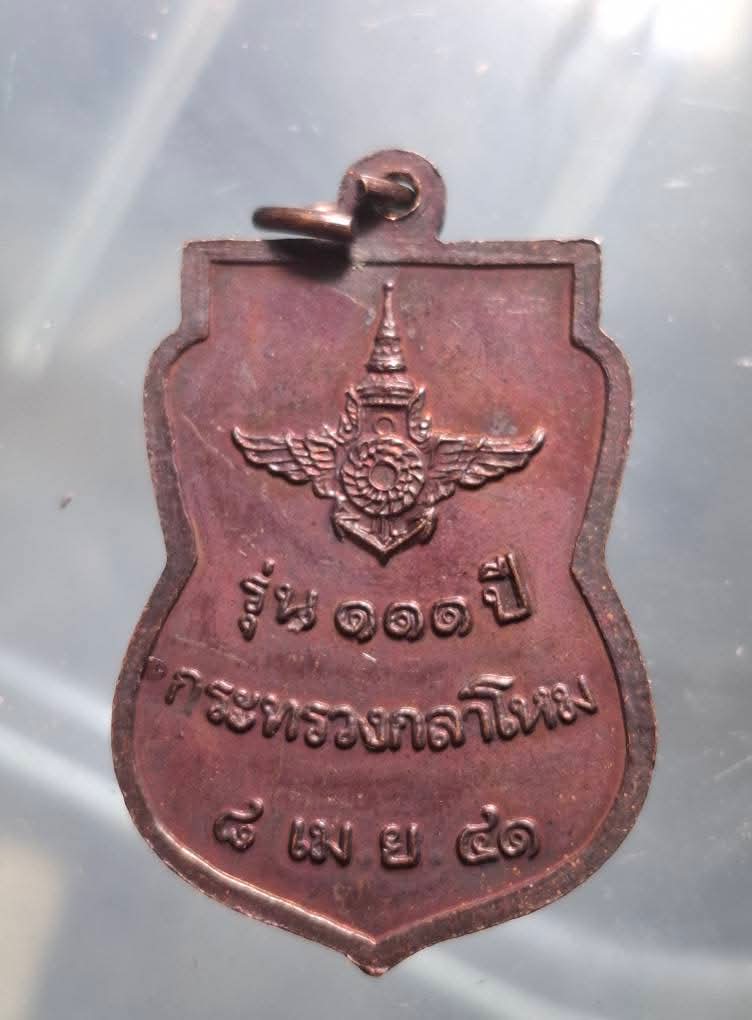 รุ่น ๑๑๑ ปี
กระทรวงกลาโหม
๘ เม ย ๔๑